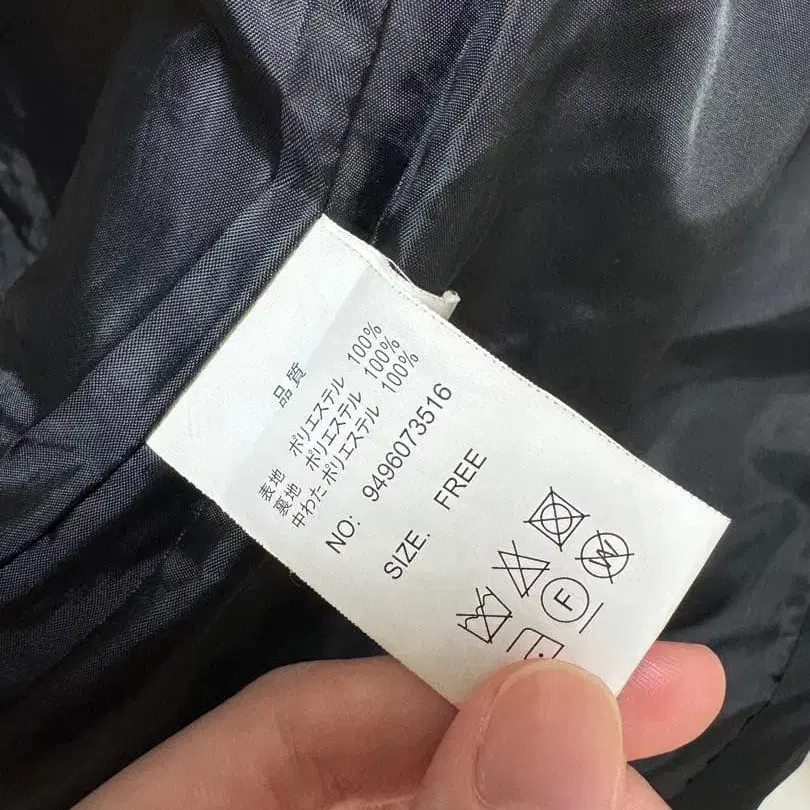 品質
表地 ポリエステル 100%
裏地 ポリエステル 100%
中わた ポリエステル 100%
NO: 9496073516
SIZE. FREE
F W